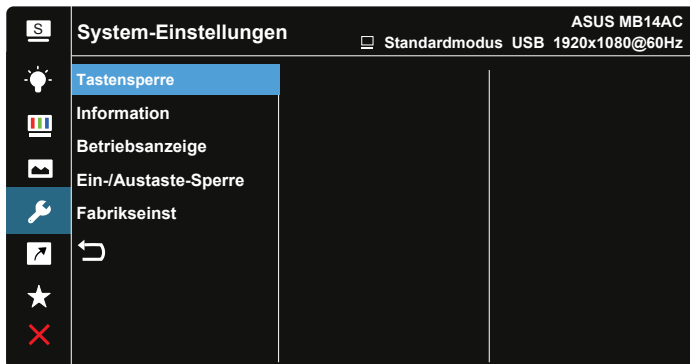 S
System-Einstellungen
ASUS MB14AC
Standardmodus USB 1920x1080@60Hz
Tastensperre
Information
Betriebsanzeige
Ein-/Austaste-Sperre
Fabrikseinst